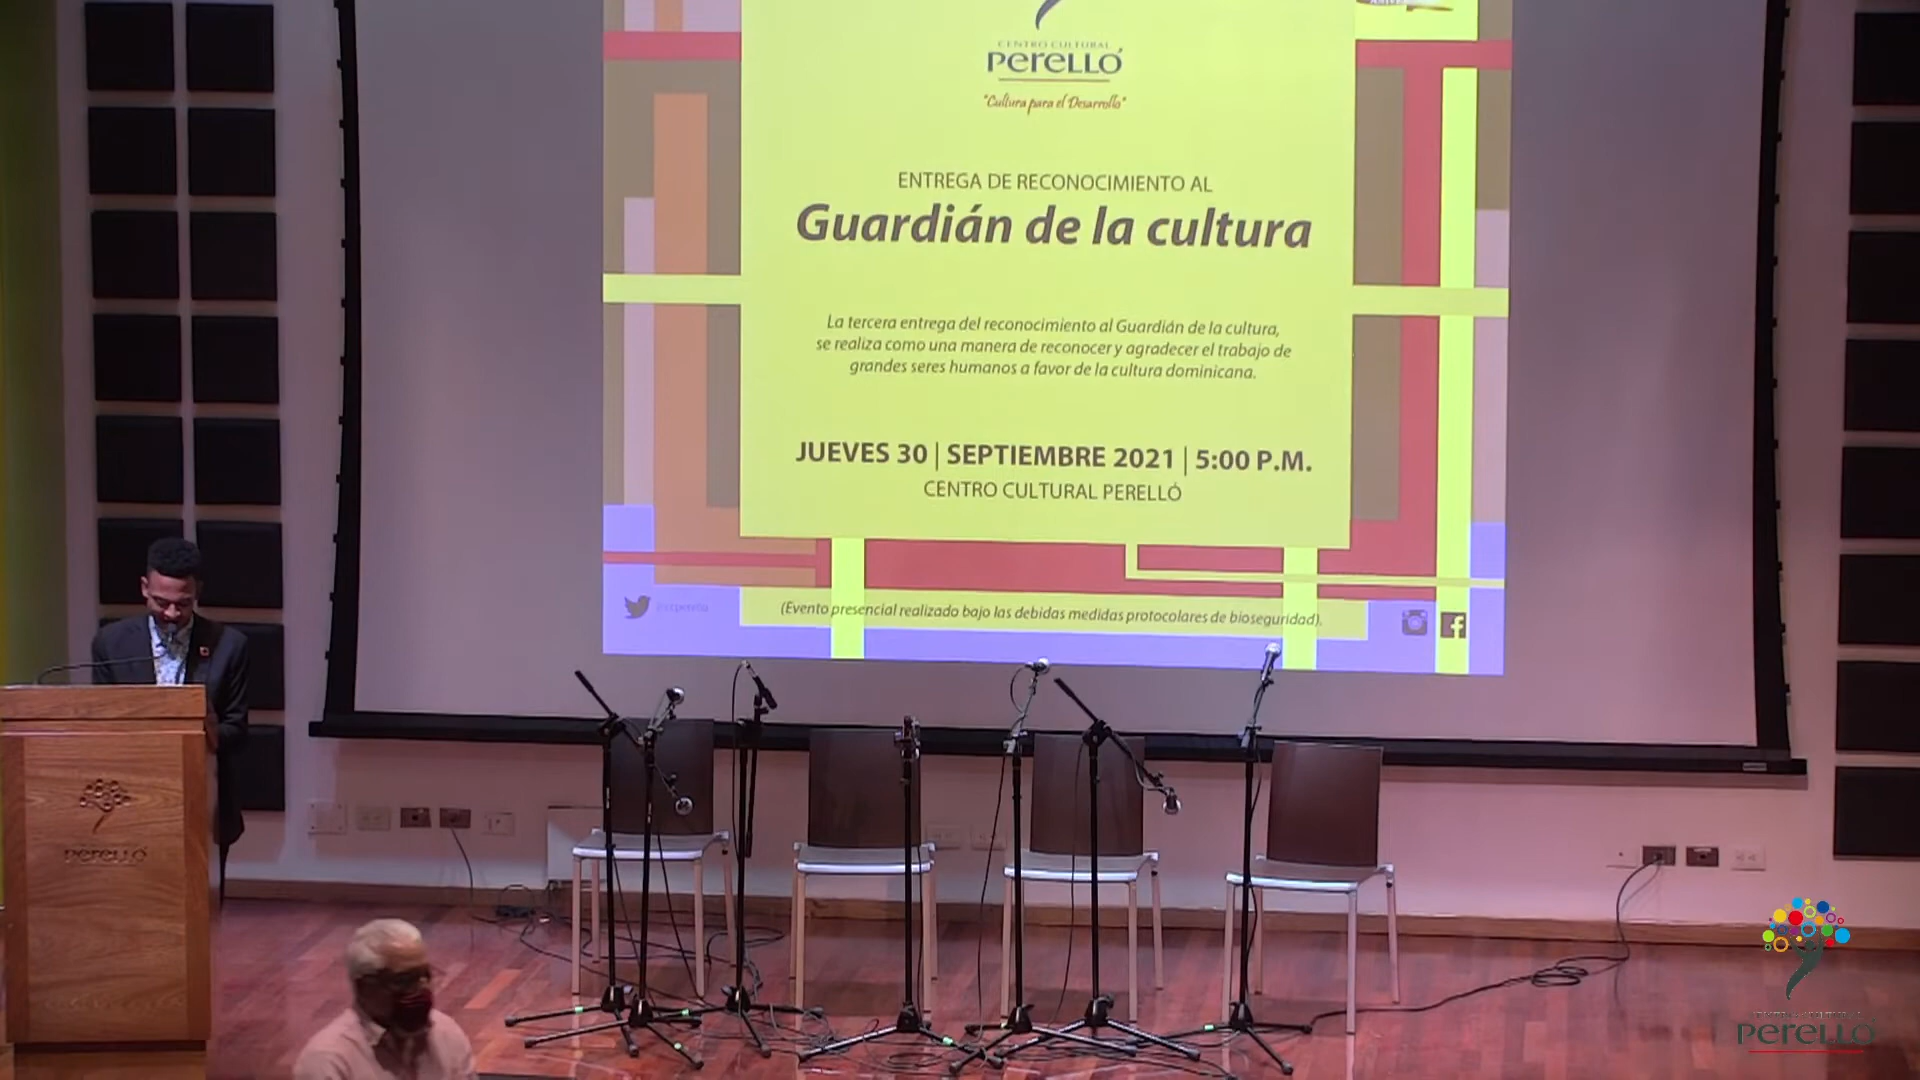 CENTRO CULTURAL
PERELLÓ
"Cultura para el Desarrollo"
ENTREGA DE RECONOCIMIENTO AL
Guardián de la cultura
La tercera entrega del reconocimiento al Guardián de la cultura,
se realiza como una manera de reconocer y agradecer el trabajo de
grandes seres humanos a favor de la cultura dominicana.
JUEVES 30 | SEPTIEMBRE 2021 | 5:00 P.M.
CENTRO CULTURAL PERELLÓ
(Evento presencial realizado bajo las debidas medidas protocolares de bioseguridad).
PERELLÓ
CENTRO CULTURAL
PERELLÓ